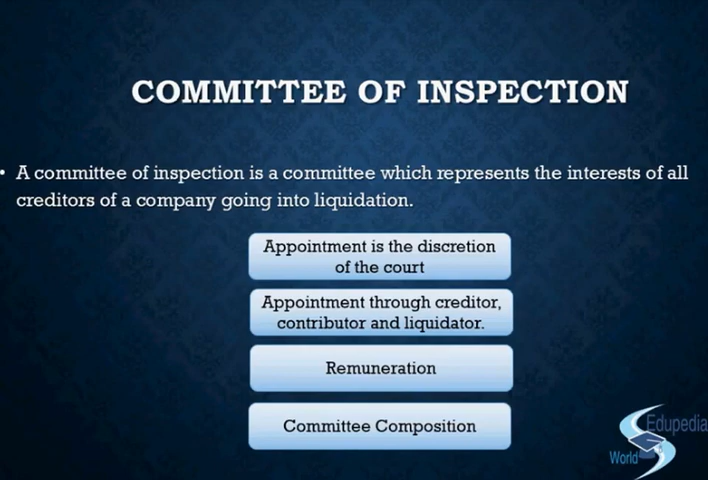 COMMITTEE OF INSPECTION
• A committee of inspection is a committee which represents the interests of all
creditors of a company going into liquidation.
Appointment is the discretion
of the court
Appointment through creditor,
contributor and liquidator.
Remuneration
Committee Composition
Edupedia
World